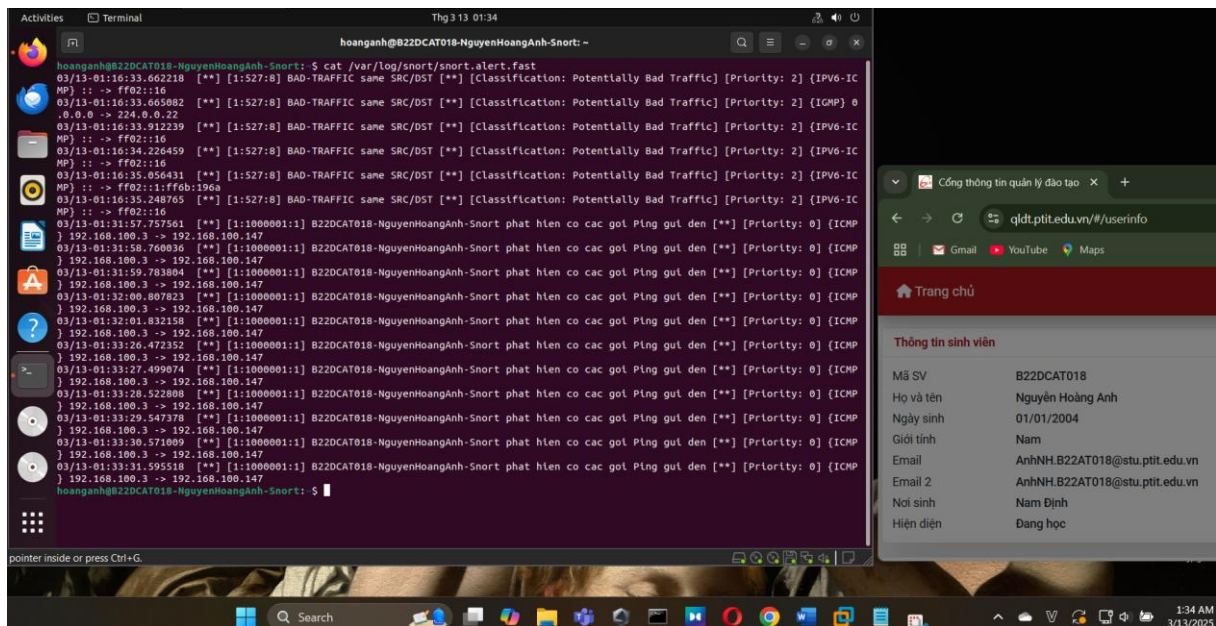 Activities Terminal Thg 3 13 01:34
hoanganh@B22DCAT018-NguyenHoangAnh-Snort: ~
hoanganh@B22DCAT018-NguyenHoangAnh-Snort:~$ cat /var/log/snort/snort.alert.fast
03/13-01:16:33.662218 [**] [1:527:8] BAD-TRAFFIC same SRC/DST [**] [Classification: Potentially Bad Traffic] [Priority: 2] {IPV6-IC
MP} :: -> ff02::16
03/13-01:16:33.665082 [**] [1:527:8] BAD-TRAFFIC same SRC/DST [**] [Classification: Potentially Bad Traffic] [Priority: 2] {IGMP} 0
.0.0.0 -> 224.0.0.22
03/13-01:16:33.912239 [**] [1:527:8] BAD-TRAFFIC same SRC/DST [**] [Classification: Potentially Bad Traffic] [Priority: 2] {IPV6-IC
MP} :: -> ff02::16
03/13-01:16:34.226459 [**] [1:527:8] BAD-TRAFFIC same SRC/DST [**] [Classification: Potentially Bad Traffic] [Priority: 2] {IPV6-IC
MP} :: -> ff02::16
03/13-01:16:35.056431 [**] [1:527:8] BAD-TRAFFIC same SRC/DST [**] [Classification: Potentially Bad Traffic] [Priority: 2] {IPV6-IC
MP} :: -> ff02::1:ff6b:196a
03/13-01:16:35.248765 [**] [1:527:8] BAD-TRAFFIC same SRC/DST [**] [Classification: Potentially Bad Traffic] [Priority: 2] {IPV6-IC
MP} :: -> ff02::16
03/13-01:31:57.757561 [**] [1:1000001:1] B22DCAT018-NguyenHoangAnh-Snort phat hien co cac goi Ping gui den [**] [Priority: 0] {ICMP
} 192.168.100.3 -> 192.168.100.147
03/13-01:31:58.760036 [**] [1:1000001:1] B22DCAT018-NguyenHoangAnh-Snort phat hien co cac goi Ping gui den [**] [Priority: 0] {ICMP
} 192.168.100.3 -> 192.168.100.147
03/13-01:31:59.783804 [**] [1:1000001:1] B22DCAT018-NguyenHoangAnh-Snort phat hien co cac goi Ping gui den [**] [Priority: 0] {ICMP
} 192.168.100.3 -> 192.168.100.147
03/13-01:32:00.807823 [**] [1:1000001:1] B22DCAT018-NguyenHoangAnh-Snort phat hien co cac goi Ping gui den [**] [Priority: 0] {ICMP
} 192.168.100.3 -> 192.168.100.147
03/13-01:32:01.832158 [**] [1:1000001:1] B22DCAT018-NguyenHoangAnh-Snort phat hien co cac goi Ping gui den [**] [Priority: 0] {ICMP
} 192.168.100.3 -> 192.168.100.147
03/13-01:33:26.472352 [**] [1:1000001:1] B22DCAT018-NguyenHoangAnh-Snort phat hien co cac goi Ping gui den [**] [Priority: 0] {ICMP
} 192.168.100.3 -> 192.168.100.147
03/13-01:33:27.499074 [**] [1:1000001:1] B22DCAT018-NguyenHoangAnh-Snort phat hien co cac goi Ping gui den [**] [Priority: 0] {ICMP
} 192.168.100.3 -> 192.168.100.147
03/13-01:33:28.522808 [**] [1:1000001:1] B22DCAT018-NguyenHoangAnh-Snort phat hien co cac goi Ping gui den [**] [Priority: 0] {ICMP
} 192.168.100.3 -> 192.168.100.147
03/13-01:33:29.547378 [**] [1:1000001:1] B22DCAT018-NguyenHoangAnh-Snort phat hien co cac goi Ping gui den [**] [Priority: 0] {ICMP
} 192.168.100.3 -> 192.168.100.147
03/13-01:33:30.571009 [**] [1:1000001:1] B22DCAT018-NguyenHoangAnh-Snort phat hien co cac goi Ping gui den [**] [Priority: 0] {ICMP
} 192.168.100.3 -> 192.168.100.147
03/13-01:33:31.595518 [**] [1:1000001:1] B22DCAT018-NguyenHoangAnh-Snort phat hien co cac goi Ping gui den [**] [Priority: 0] {ICMP
} 192.168.100.3 -> 192.168.100.147
hoanganh@B22DCAT018-NguyenHoangAnh-Snort:~$
pointer inside or press Ctrl+G.
Cổng thông tin quản lý đào tạo
qldt.ptit.edu.vn/#/userinfo
Gmail YouTube Maps
Trang chủ
Thông tin sinh viên
Mã SV B22DCAT018
Họ và tên Nguyễn Hoàng Anh
Ngày sinh 01/01/2004
Giới tính Nam
Email AnhNH.B22AT018@stu.ptit.edu.vn
Email 2 AnhNH.B22AT018@stu.ptit.edu.vn
Nơi sinh Nam Định
Hiện diện Đang học
Search
1:34 AM
3/13/2025